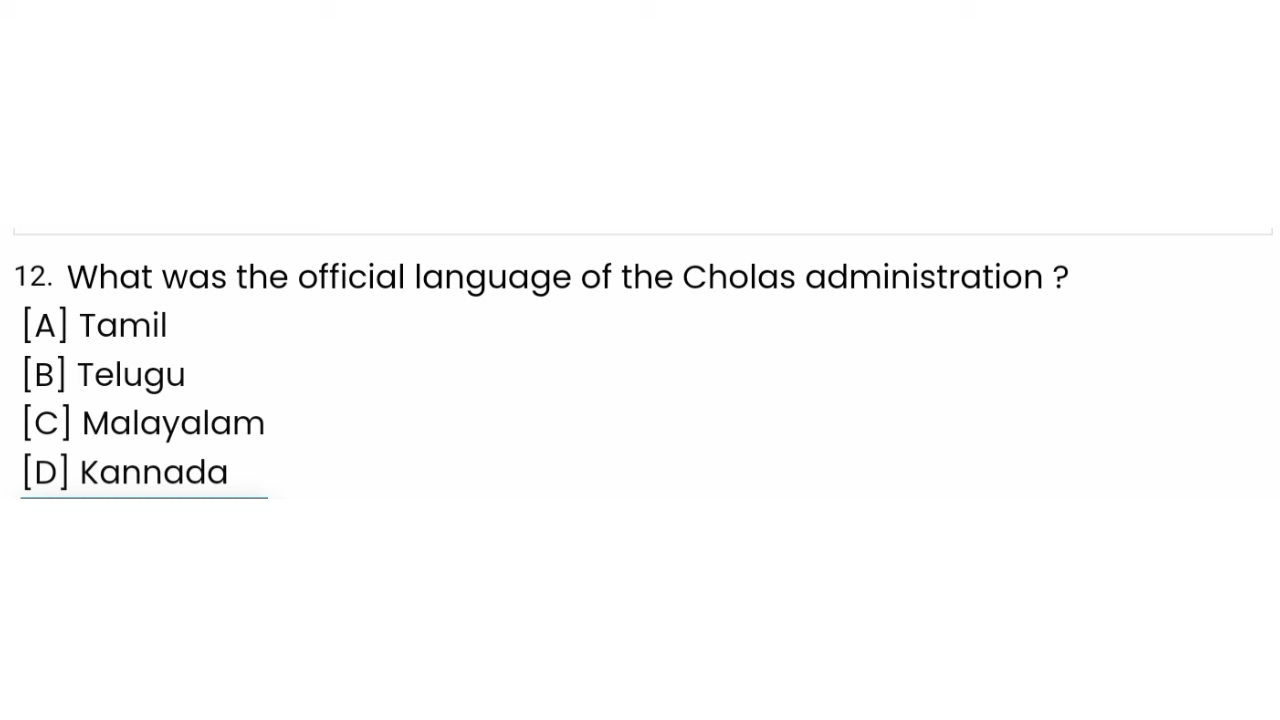 12. What was the official language of the Cholas administration ?
[A] Tamil
[B] Telugu
[C] Malayalam
[D] Kannada